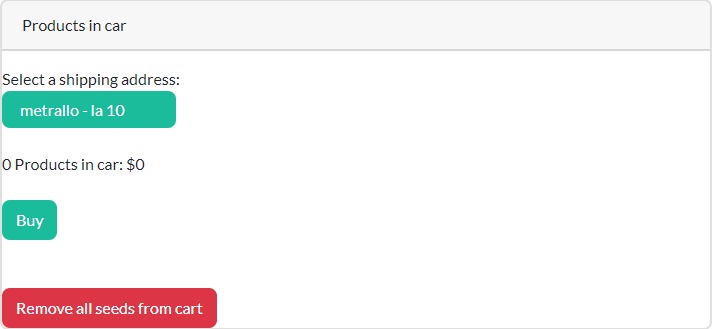 Products in car
Select a shipping address:
metrallo - la 10
0 Products in car: $0
Buy
Remove all seeds from cart